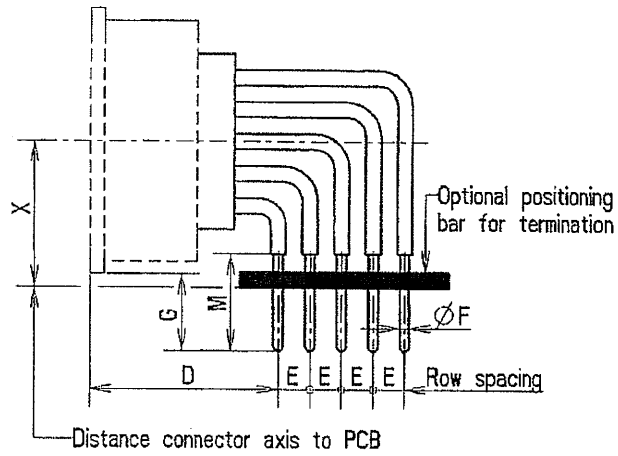 Optional positioning
bar for termination
X
G
M
ØF
D
E
E
E
E
Row spacing
Distance connector axis to PCB